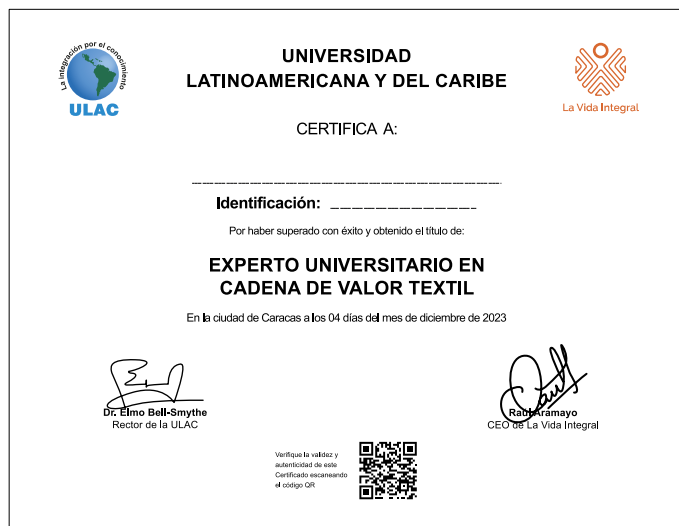 La integración por el conocimiento
ULAC
UNIVERSIDAD
LATINOAMERICANA Y DEL CARIBE
La Vida Integral
CERTIFICA A:
Identificación:
Por haber superado con éxito y obtenido el título de:
EXPERTO UNIVERSITARIO EN
CADENA DE VALOR TEXTIL
En la ciudad de Caracas a los 04 días del mes de diciembre de 2023
Dr. Elmo Bell-Smythe
Rector de la ULAC
Raúl Aramayo
CEO de La Vida Integral
Verifique la validez y
autenticidad de este
Certificado escaneando
el código QR